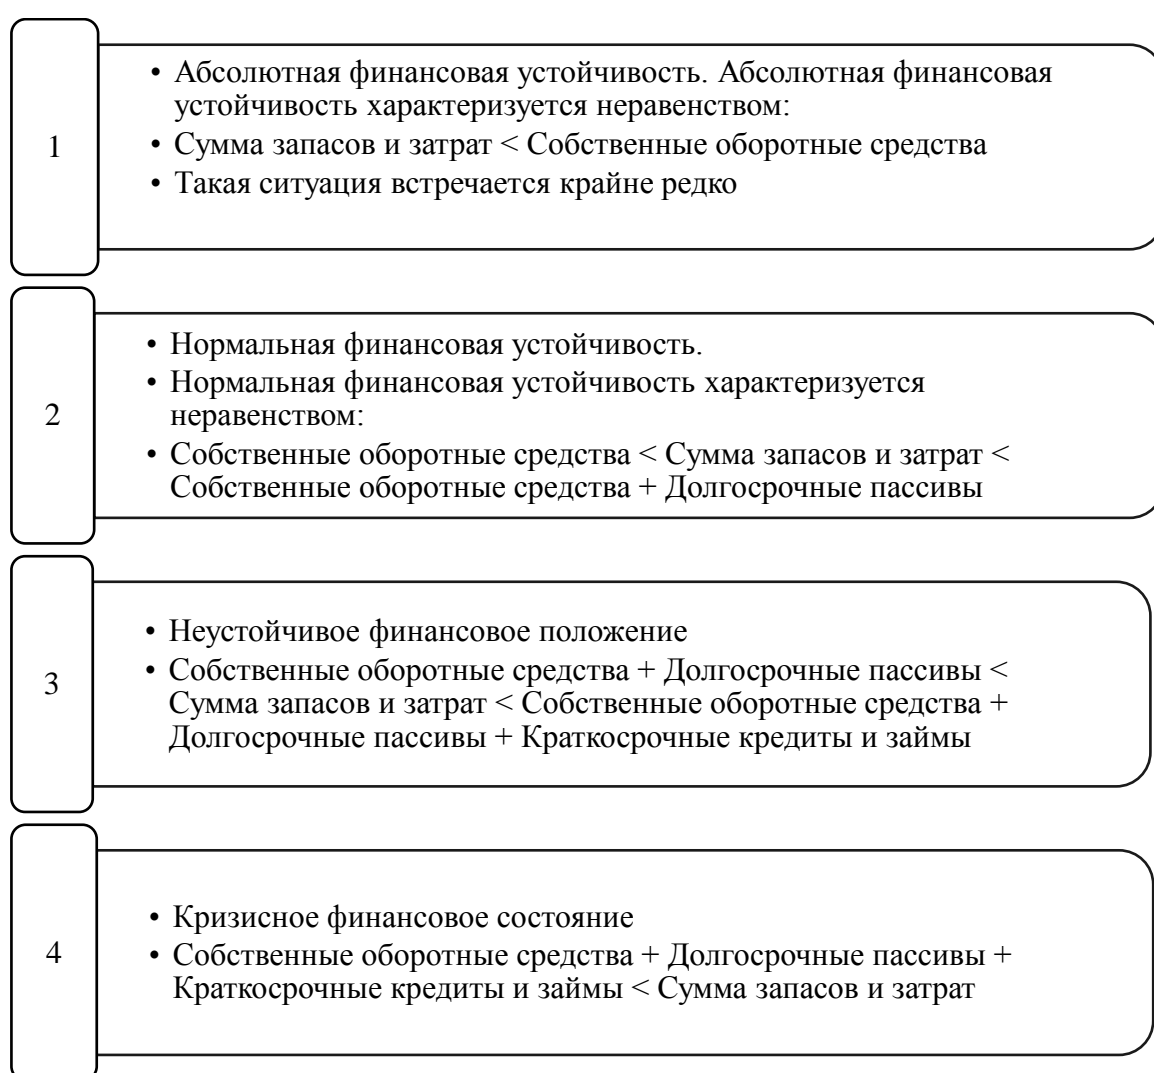 1
• Абсолютная финансовая устойчивость. Абсолютная финансовая
устойчивость характеризуется неравенством:
• Сумма запасов и затрат < Собственные оборотные средства
• Такая ситуация встречается крайне редко
2
• Нормальная финансовая устойчивость.
• Нормальная финансовая устойчивость характеризуется
неравенством:
• Собственные оборотные средства < Сумма запасов и затрат <
Собственные оборотные средства + Долгосрочные пассивы
3
• Неустойчивое финансовое положение
• Собственные оборотные средства + Долгосрочные пассивы <
Сумма запасов и затрат < Собственные оборотные средства +
Долгосрочные пассивы + Краткосрочные кредиты и займы
4
• Кризисное финансовое состояние
• Собственные оборотные средства + Долгосрочные пассивы +
Краткосрочные кредиты и займы < Сумма запасов и затрат